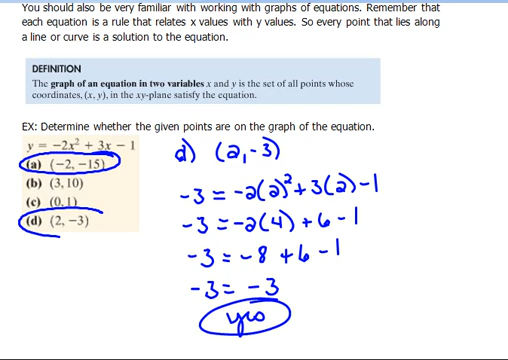 You should also be very familiar with working with graphs of equations. Remember that
each equation is a rule that relates x values with y values. So every point that lies along
a line or curve is a solution to the equation.
DEFINITION
The graph of an equation in two variables x and y is the set of all points whose
coordinates, (x, y), in the xy-plane satisfy the equation.
EX: Determine whether the given points are on the graph of the equation.
y = −2x² + 3x − 1
(a) (−2, −15)
(b) (3, 10)
(c) (0, 1)
(d) (2, −3)
d) (2, -3)
-3 = -2(2)² + 3(2) - 1
-3 = -2(4) + 6 - 1
-3 = -8 + 6 - 1
-3 = -3
yes